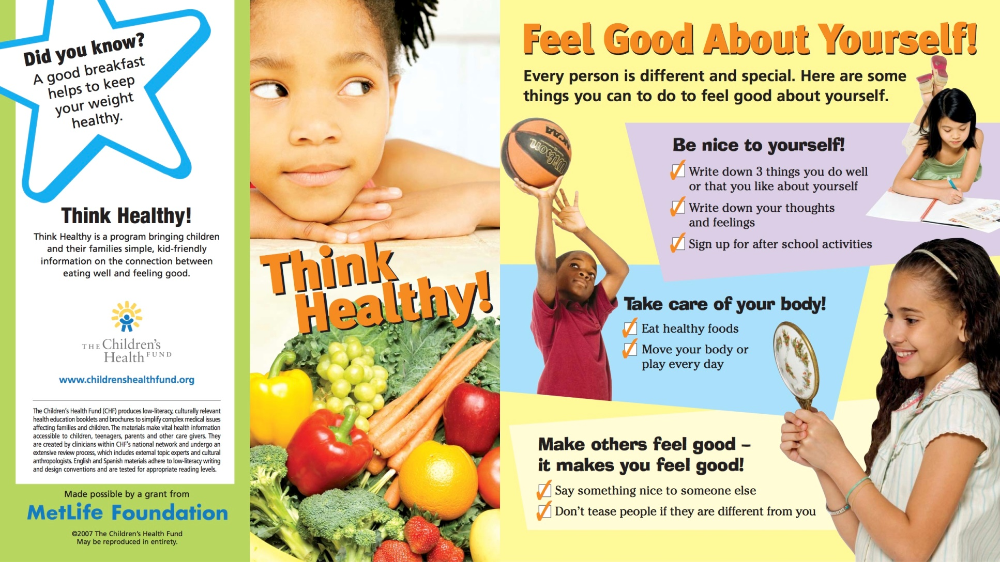 Did you know?
A good breakfast
helps to keep
your weight
healthy.
Think Healthy!
Think Healthy is a program bringing children
and their families simple, kid-friendly
information on the connection between
eating well and feeling good.
THE Children's
Health FUND
www.childrenshealthfund.org
The Children's Health Fund (CHF) produces low-literacy, culturally relevant
health education booklets and brochures to simplify complex medical issues
affecting families and children. The materials make vital health information
accessible to children, teenagers, parents and other care givers. They
are created by clinicians within CHF's national network and undergo an
extensive review process, which includes external topic experts and cultural
anthropologists. English and Spanish materials adhere to low-literacy writing
and design conventions and are tested for appropriate reading levels.
Made possible by a grant from
MetLife Foundation
©2007 The Children's Health Fund
May be reproduced in entirety.
Think
Healthy!
Feel Good About Yourself!
Every person is different and special. Here are some
things you can to do to feel good about yourself.
NCAA
Wilson
Be nice to yourself!
Write down 3 things you do well
or that you like about yourself
Write down your thoughts
and feelings
Sign up for after school activities
Take care of your body!
Eat healthy foods
Move your body or
play every day
Make others feel good –
it makes you feel good!
Say something nice to someone else
Don't tease people if they are different from you